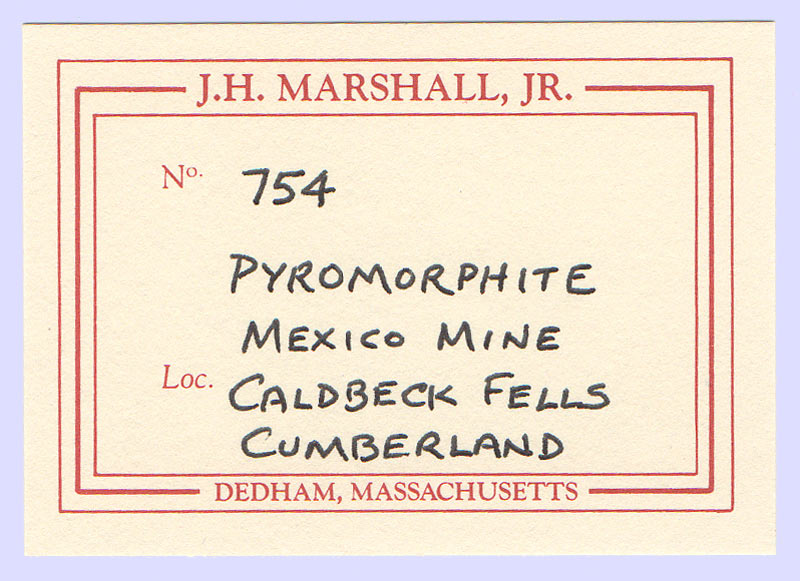 J.H. MARSHALL, JR.
No. 754
PYROMORPHITE
MEXICO MINE
Loc. CALDBECK FELLS
CUMBERLAND
DEDHAM, MASSACHUSETTS